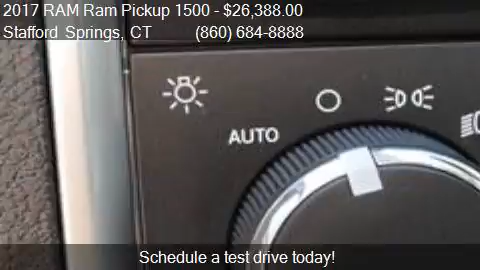 2017 RAM Ram Pickup 1500 - $26,388.00
Stafford Springs, CT (860) 684-8888
AUTO
Schedule a test drive today!